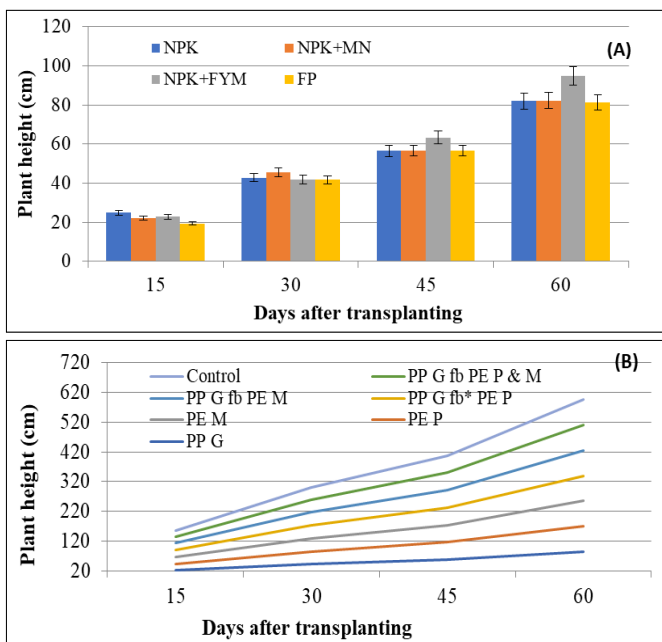 120
100
80
60
40
20
0
Plant height (cm)
NPK NPK+MN
NPK+FYM FP
(A)
15 30 45 60
Days after transplanting
720
620
520
420
320
220
120
20
Plant height (cm)
(B)
Control PP G fb PE P & M
PP G fb PE M PP G fb* PE P
PE M PE P
PP G
15 30 45 60
Days after transplanting